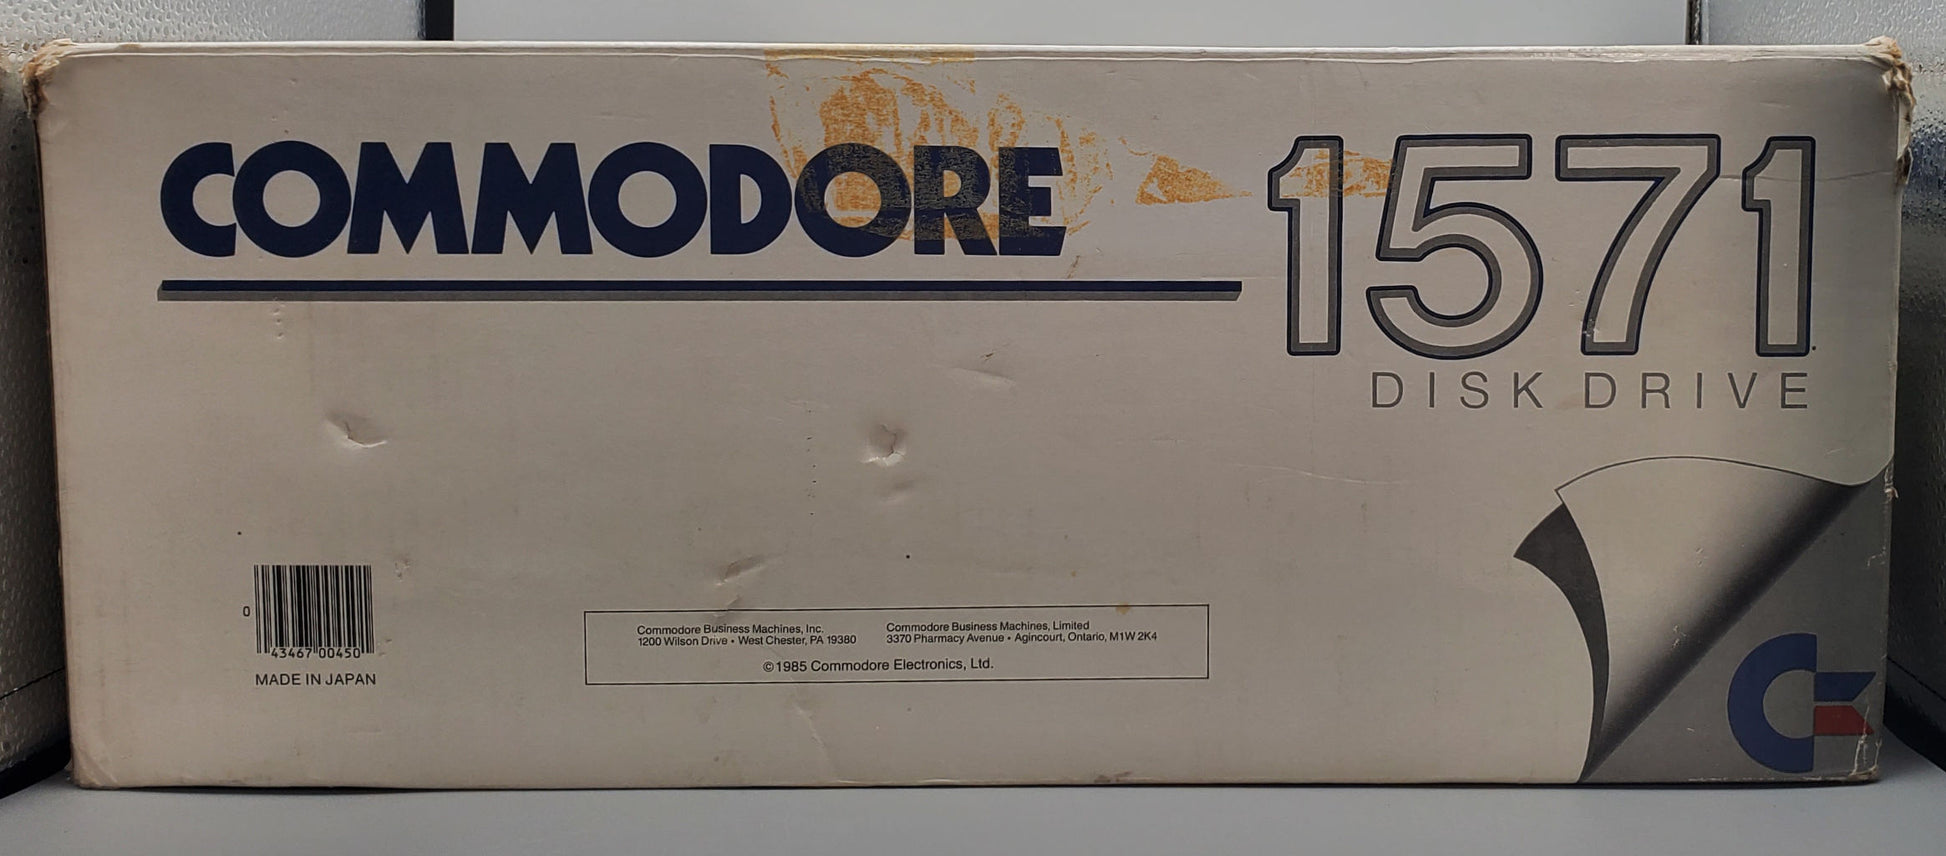 COMMODORE
1571
DISK DRIVE
0
43467 00450
MADE IN JAPAN
Commodore Business Machines, Inc.
1200 Wilson Drive • West Chester, PA 19380
Commodore Business Machines, Limited
3370 Pharmacy Avenue • Agincourt, Ontario, M1W 2K4
©1985 Commodore Electronics, Ltd.